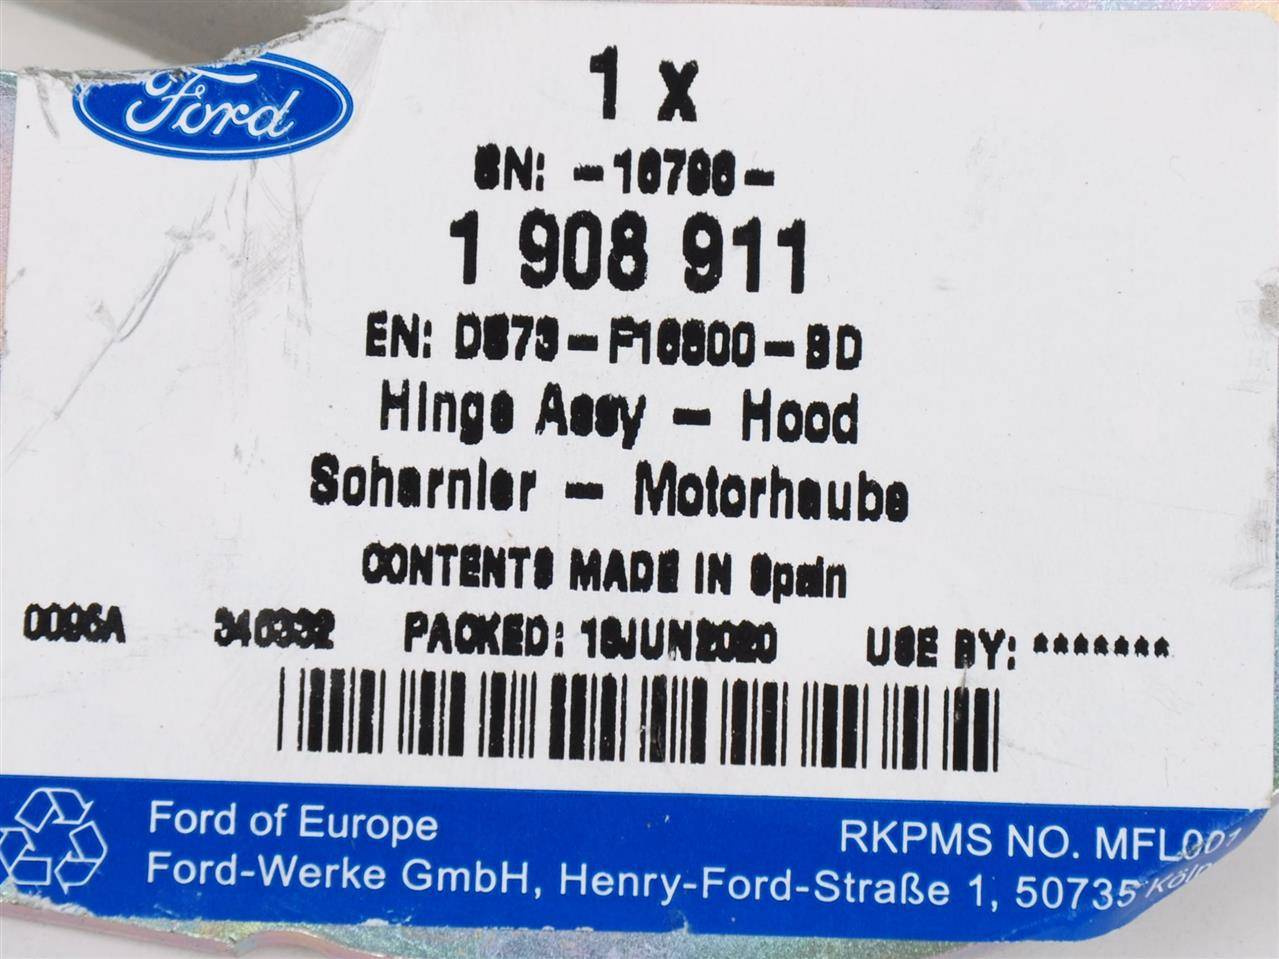 Ford
1 x
SN: -16796-
1 908 911
EN: DS73-F16800-BD
Hinge Assy - Hood
Scharnier - Motorhaube
CONTENTS MADE IN Spain
0096A 346332 PACKED: 18JUN2020 USE BY: *******
Ford of Europe
RKPMS NO. MFL001
Ford-Werke GmbH, Henry-Ford-Straße 1, 50735 Köln